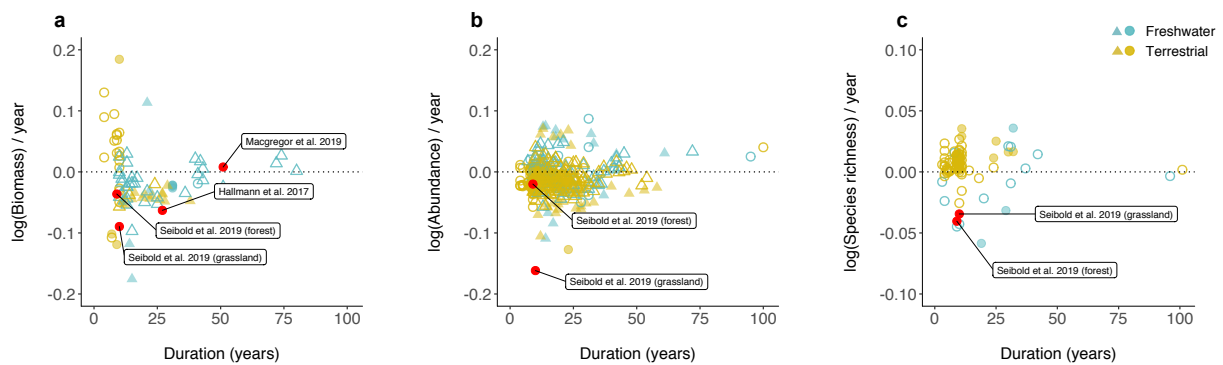 a
log(Biomass) / year
0.2
0.1
0.0
-0.1
-0.2
Macgregor et al. 2019
Hallmann et al. 2017
Seibold et al. 2019 (forest)
Seibold et al. 2019 (grassland)
0
25
50
75
100
Duration (years)
b
log(Abundance) / year
0.2
0.1
0.0
-0.1
-0.2
Seibold et al. 2019 (forest)
Seibold et al. 2019 (grassland)
0
25
50
75
100
Duration (years)
c
Freshwater
Terrestrial
log(Species richness) / year
0.10
0.05
0.00
-0.05
-0.10
Seibold et al. 2019 (grassland)
Seibold et al. 2019 (forest)
0
25
50
75
100
Duration (years)